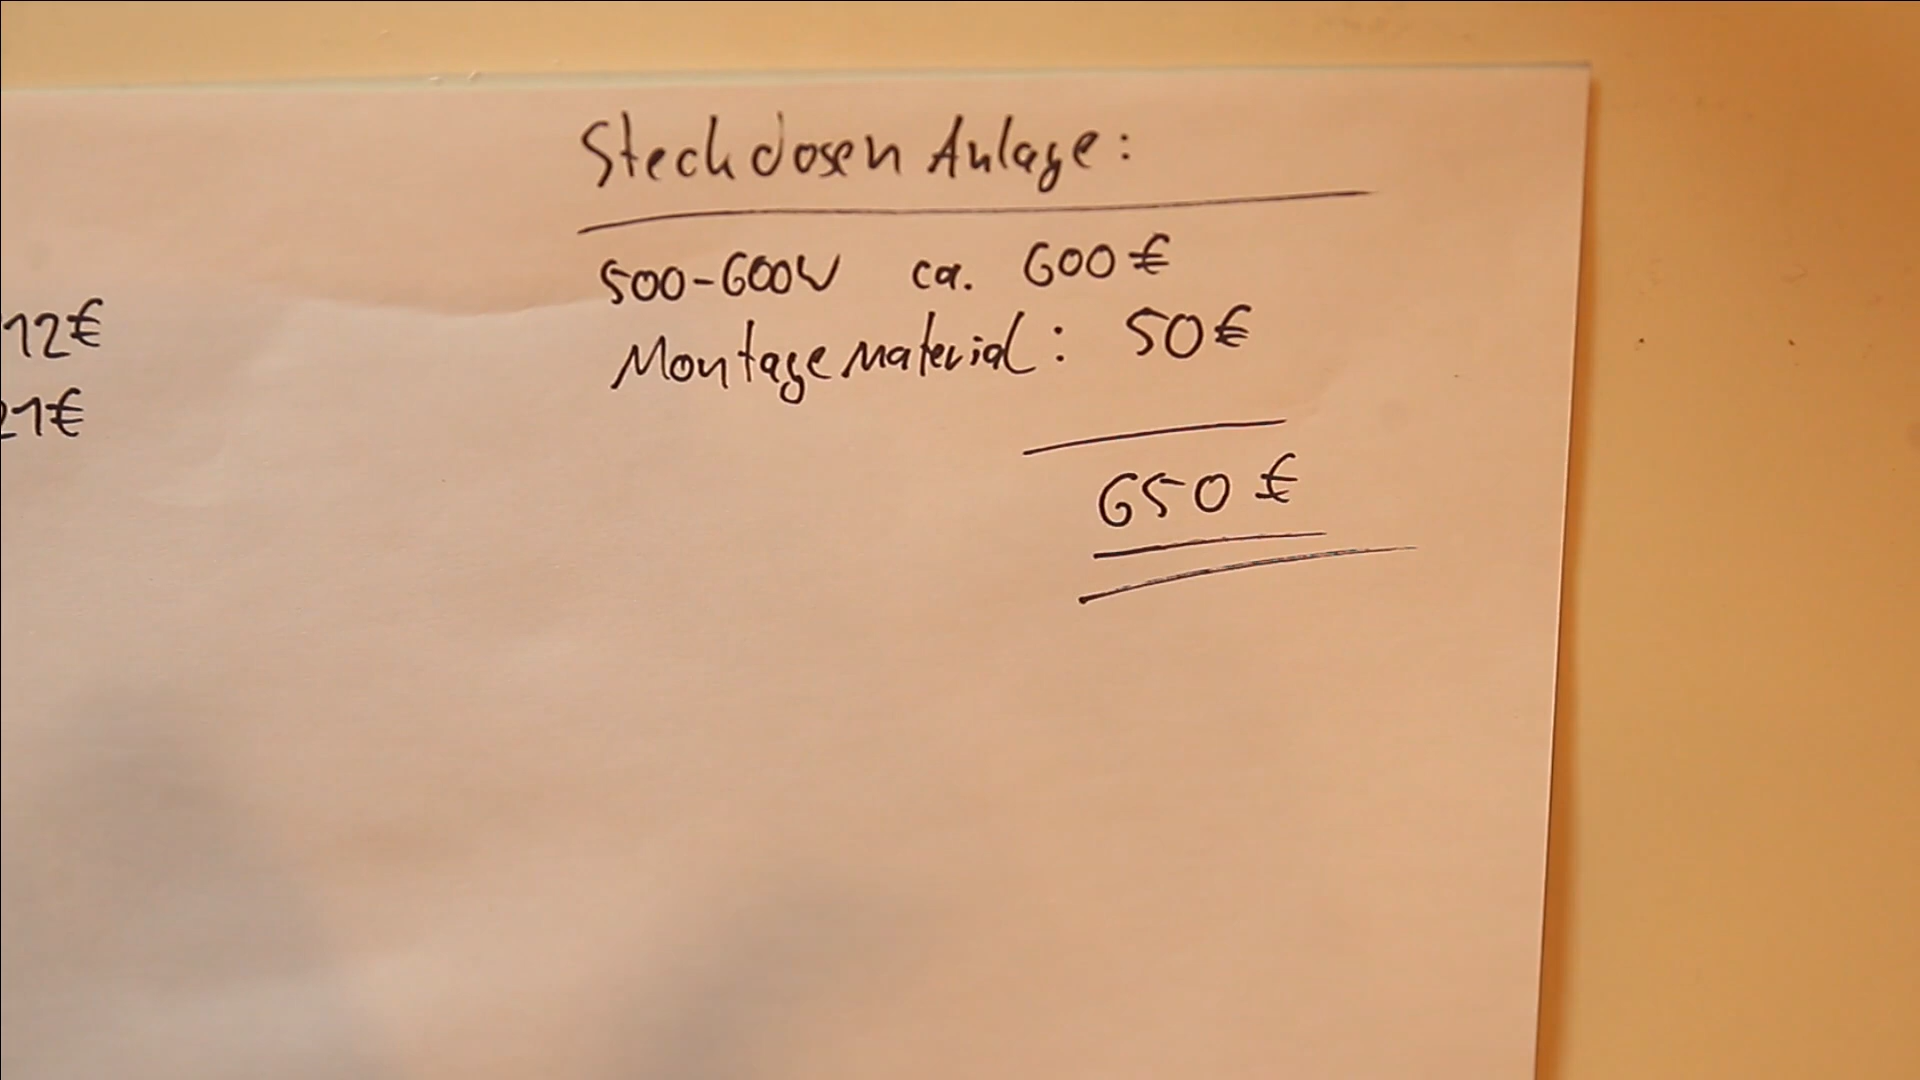 Steckdosen Anlage:
500-600W ca. 600€
Montagematerial: 50€
650€
12€
21€